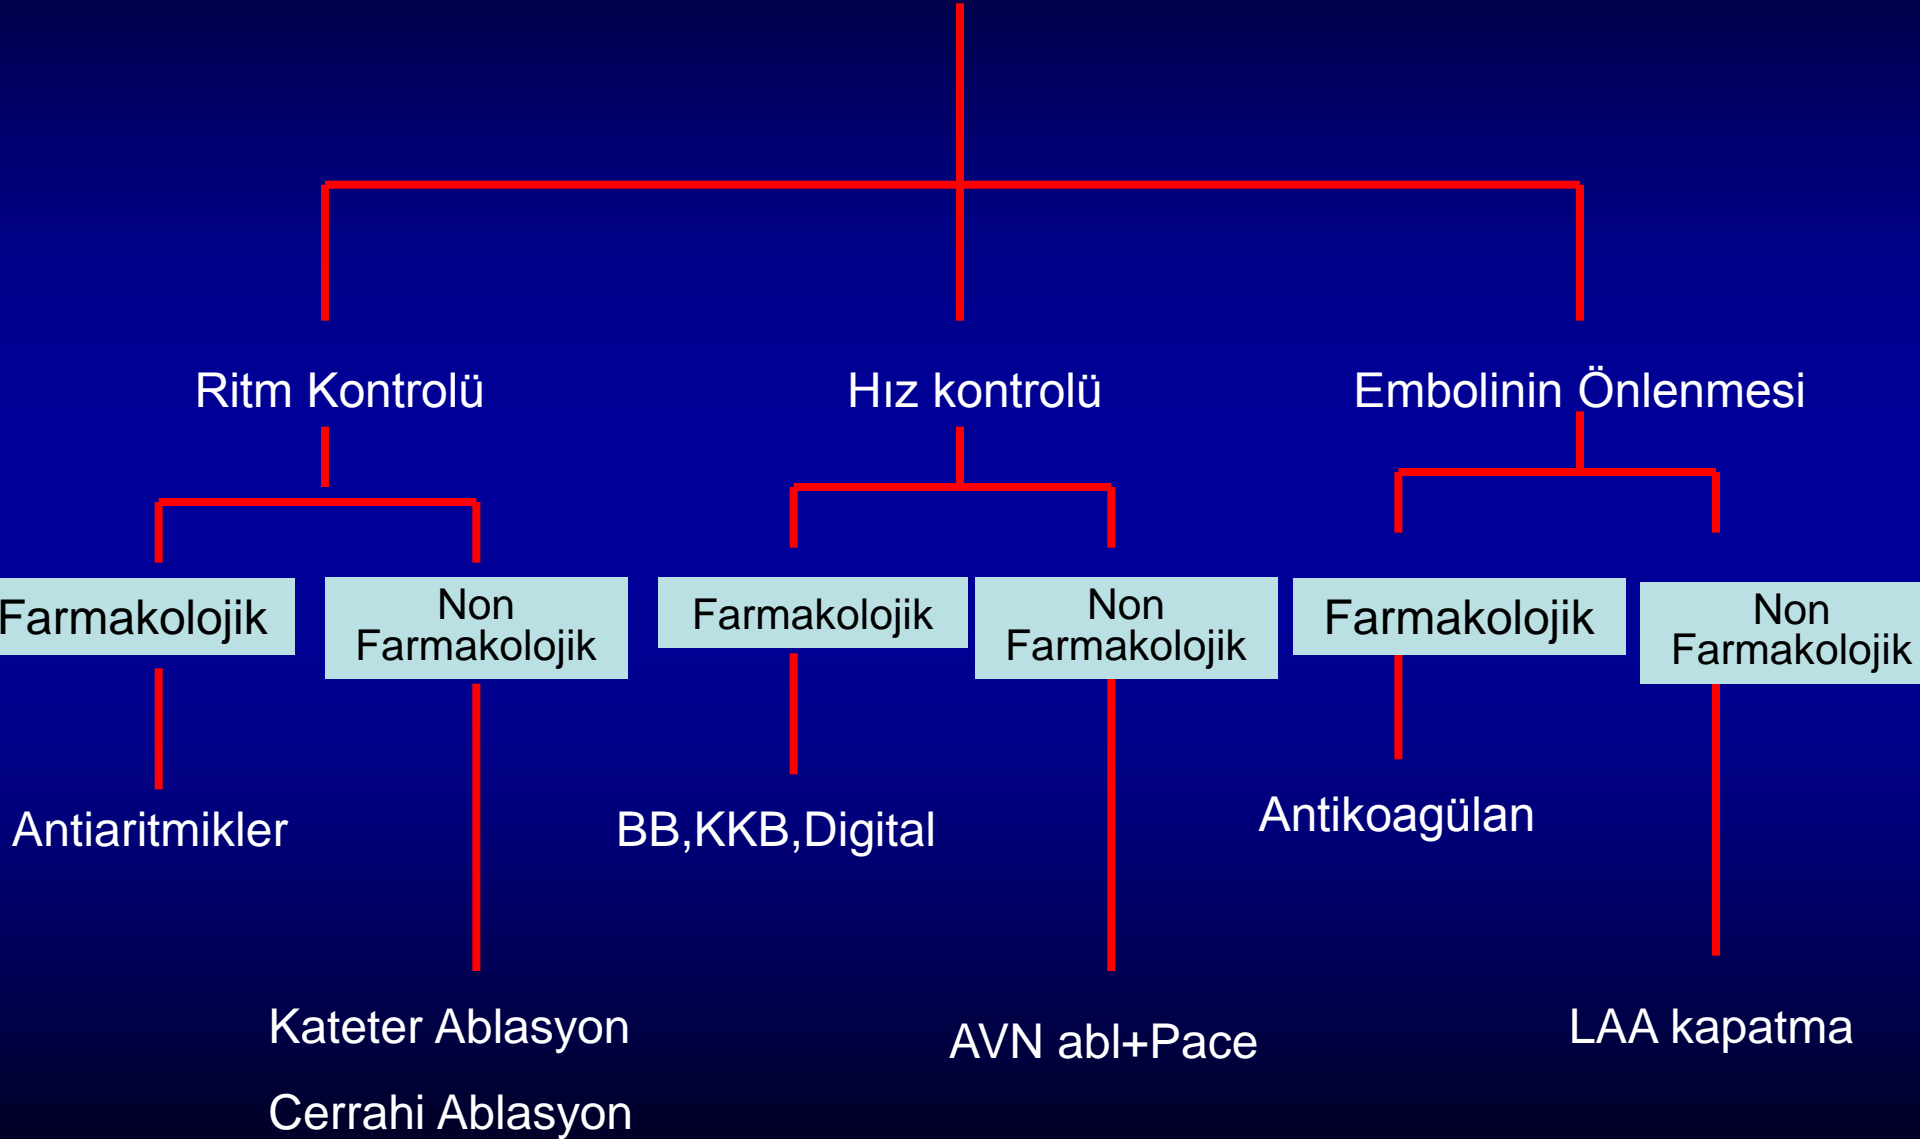 Ritm Kontrolü
Hız kontrolü
Embolinin Önlenmesi
Farmakolojik
Non
Farmakolojik
Farmakolojik
Non
Farmakolojik
Farmakolojik
Non
Farmakolojik
Antiaritmikler
BB,KKB,Digital
Antikoagülan
Kateter Ablasyon
Cerrahi Ablasyon
AVN abl+Pace
LAA kapatma